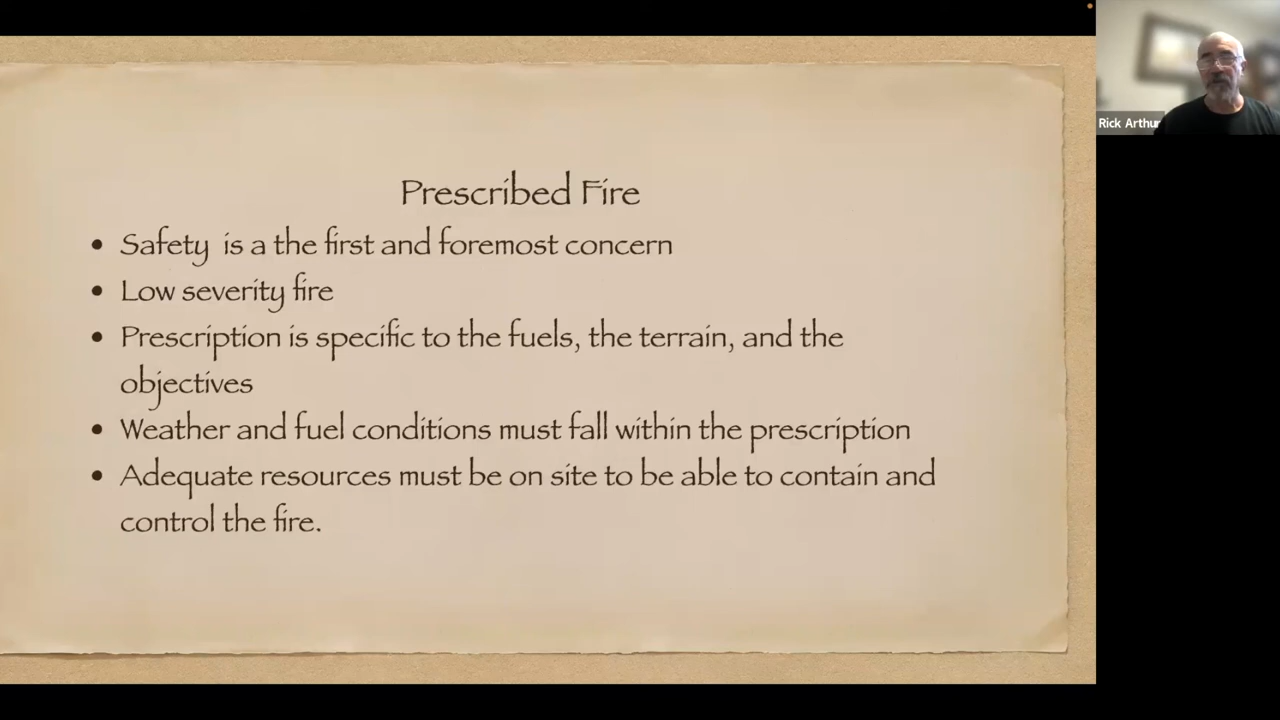 Prescribed Fire
• Safety is a the first and foremost concern
• Low severity fire
• Prescription is specific to the fuels, the terrain, and the
objectives
• Weather and fuel conditions must fall within the prescription
• Adequate resources must be on site to be able to contain and
control the fire.
Rick Arthur